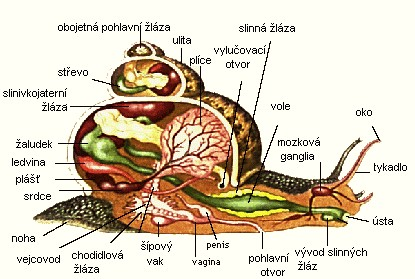 obojetná pohlavní žláza
slinná žláza
ulita
vylučovací
otvor
plíce
střevo
slinivkojaterní
žláza
vole
oko
mozková
ganglia
žaludek
ledvina
plášť
srdce
tykadlo
noha
vejcovod
chodidlová
žláza
šípový
vak
penis
vagina
pohlavní
otvor
vývod slinných
žláz
ústa